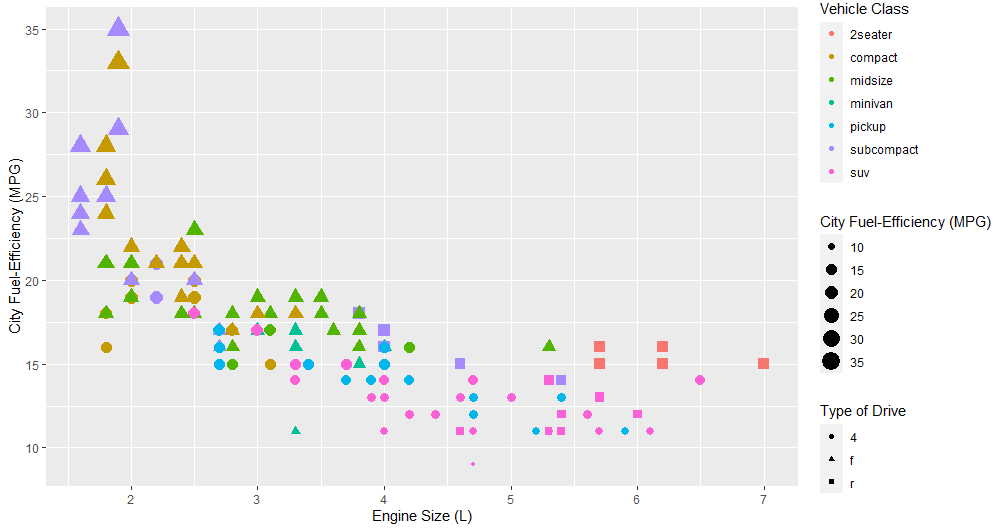 City Fuel-Efficiency (MPG)
35
30
25
20
15
10
2
3
4
5
6
7
Engine Size (L)
Vehicle Class
2seater
compact
midsize
minivan
pickup
subcompact
suv
City Fuel-Efficiency (MPG)
10
15
20
25
30
35
Type of Drive
4
f
r